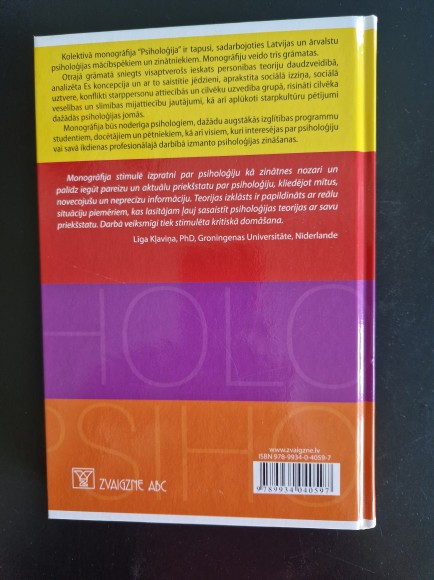 Kolektīvā monogrāfija "Psiholoģija" ir tapusi, sadarbojoties Latvijas un ārvalstu
psiholoģijas mācībspēkiem un zinātniekiem. Monogrāfiju veido trīs grāmatas.
Otrajā grāmatā sniegts visaptverošs ieskats personības teoriju daudzveidībā,
analizēta Es koncepcija un ar to saistītie jēdzieni, aprakstīta sociālā izziņa, sociālā
uztvere, konflikti starppersonu attiecībās un cilvēku uzvedība grupā, risināti cilvēka
veselības un slimības mijattiecību jautājumi, kā arī aplūkoti starpkultūru pētījumi
dažādās psiholoģijas jomās.
Monogrāfija būs noderīga psihologiem, dažādu augstākās izglītības programmu
studentiem, docētājiem un pētniekiem, kā arī visiem, kuri interesējas par psiholoģiju
vai savā ikdienas profesionālajā darbībā izmanto psiholoģijas zināšanas.
Monogrāfija stimulē izpratni par psiholoģiju kā zinātnes nozari un
palīdz iegūt pareizu un aktuālu priekšstatu par psiholoģiju, kliedējot mītus,
novecojušu un neprecīzu informāciju. Teorijas izklāsts ir papildināts ar reālu
situāciju piemēriem, kas lasītājam ļauj sasaistīt psiholoģijas teorijas ar savu
priekšstatu. Darbā veiksmīgi tiek stimulēta kritiskā domāšana.
Līga Kļaviņa, PhD, Groningenas Universitāte, Nīderlande
HOLO
PSIHO
www.zvaigzne.lv
ISBN 978-9934-0-4059-7
9 789934 040597
ZVAIGZNE ABC